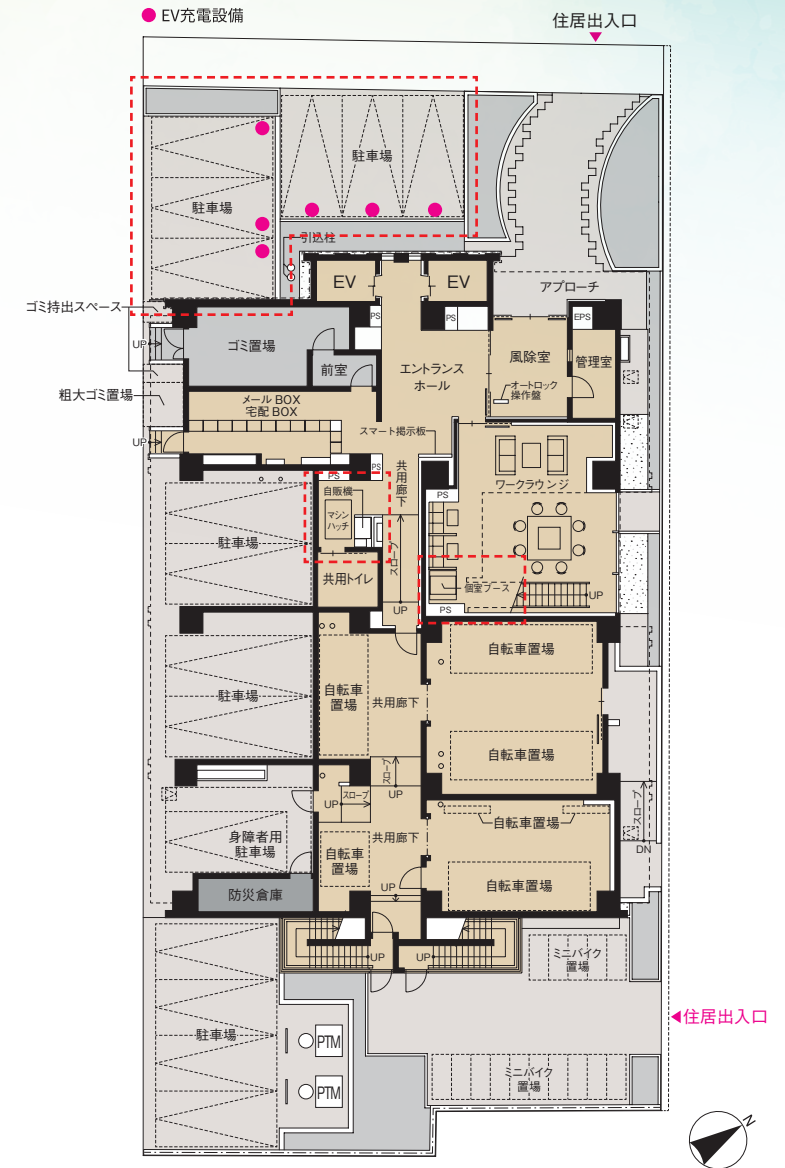 EV充電設備
住居出入口
駐車場
駐車場
引込柱
EV
EV
アプローチ
ゴミ持出スペース
PS
PS
EPS
UP
ゴミ置場
前室
エントランス
ホール
風除室
管理室
オートロック
操作盤
粗大ゴミ置場
メールBOX
宅配BOX
スマート掲示板
UP
PS
PS
共用廊下
ワークラウンジ
自販機
マシン
ハッチ
PS
駐車場
スロープ
共用トイレ
個室ブース
UP
UP
PS
自転車置場
自転車
置場
共用廊下
駐車場
自転車置場
スロープ
UP
スロープ
UP
スロープ
自転車置場
身障者用
駐車場
共用廊下
自転車
置場
DN
UP
自転車置場
防災倉庫
UP
UP
ミニバイク
置場
住居出入口
駐車場
PTM
PTM
ミニバイク
置場
N